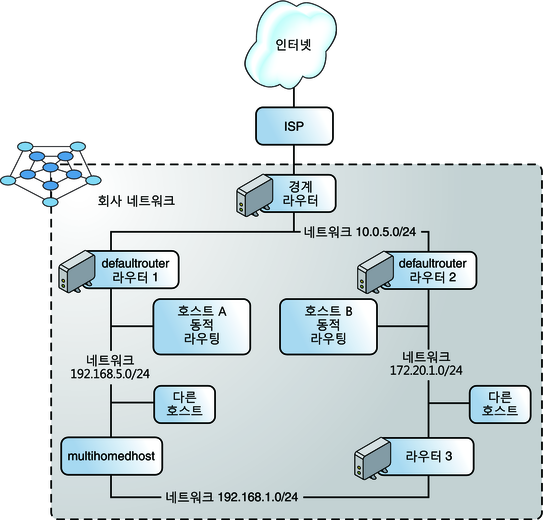 인터넷
ISP
회사 네트워크
경계
라우터
네트워크 10.0.5.0/24
defaultrouter
라우터 1
defaultrouter
라우터 2
호스트 A
동적
라우팅
호스트 B
동적
라우팅
네트워크
192.168.5.0/24
네트워크
172.20.1.0/24
다른
호스트
다른
호스트
multihomedhost
라우터 3
네트워크 192.168.1.0/24